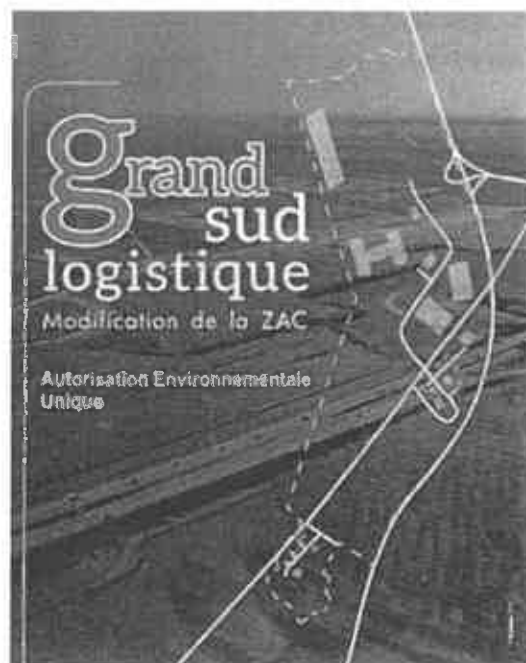 grand
sud
logistique
Modification de la ZAC
Autorisation Environnementale
Unique